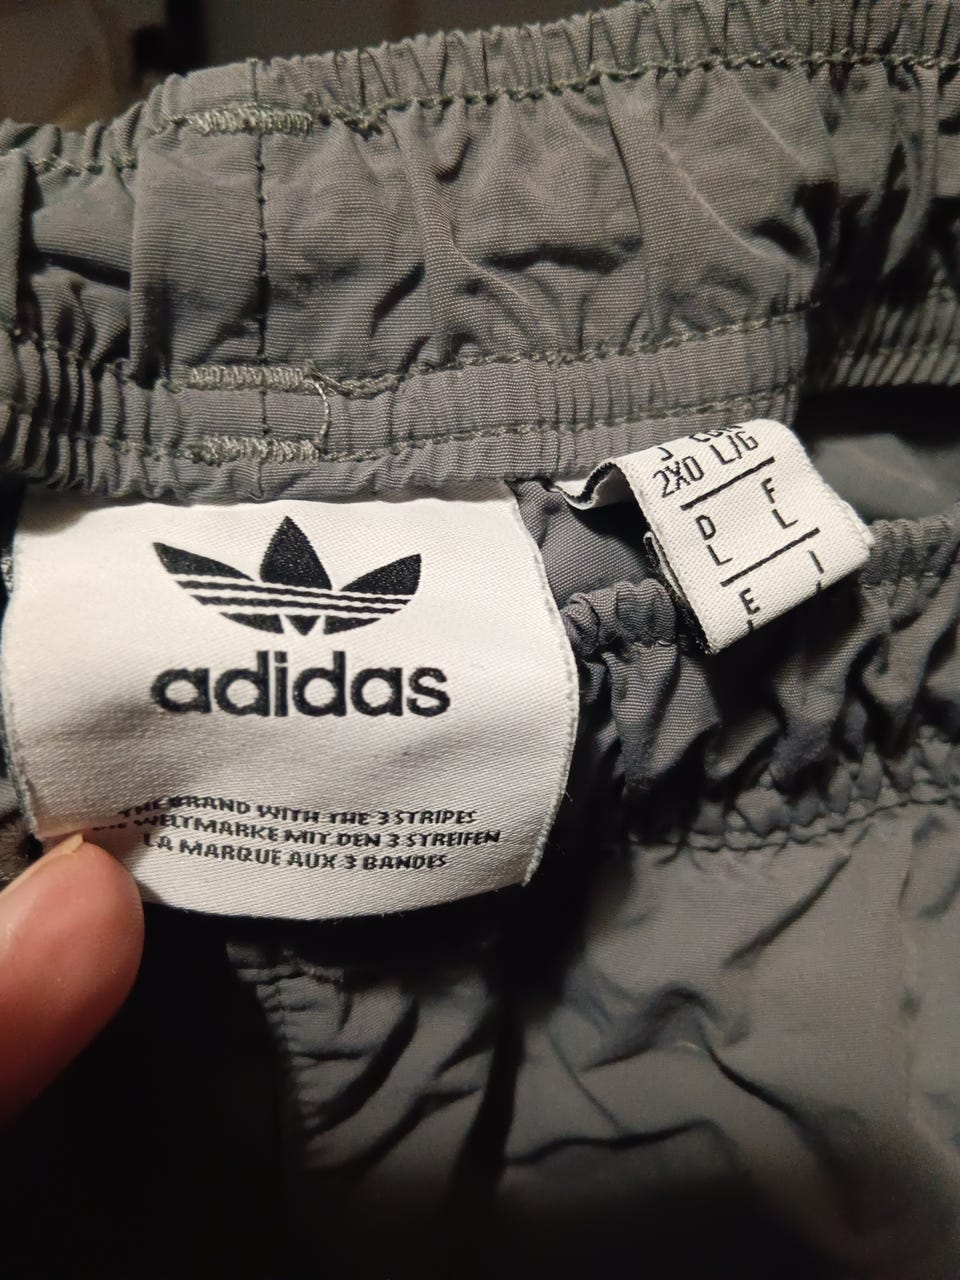 adidas
THE BRAND WITH THE 3 STRIPES
DIE WELTMARKE MIT DEN 3 STREIFEN
LA MARQUE AUX 3 BANDES
2XO L/G
D F
L L
E I